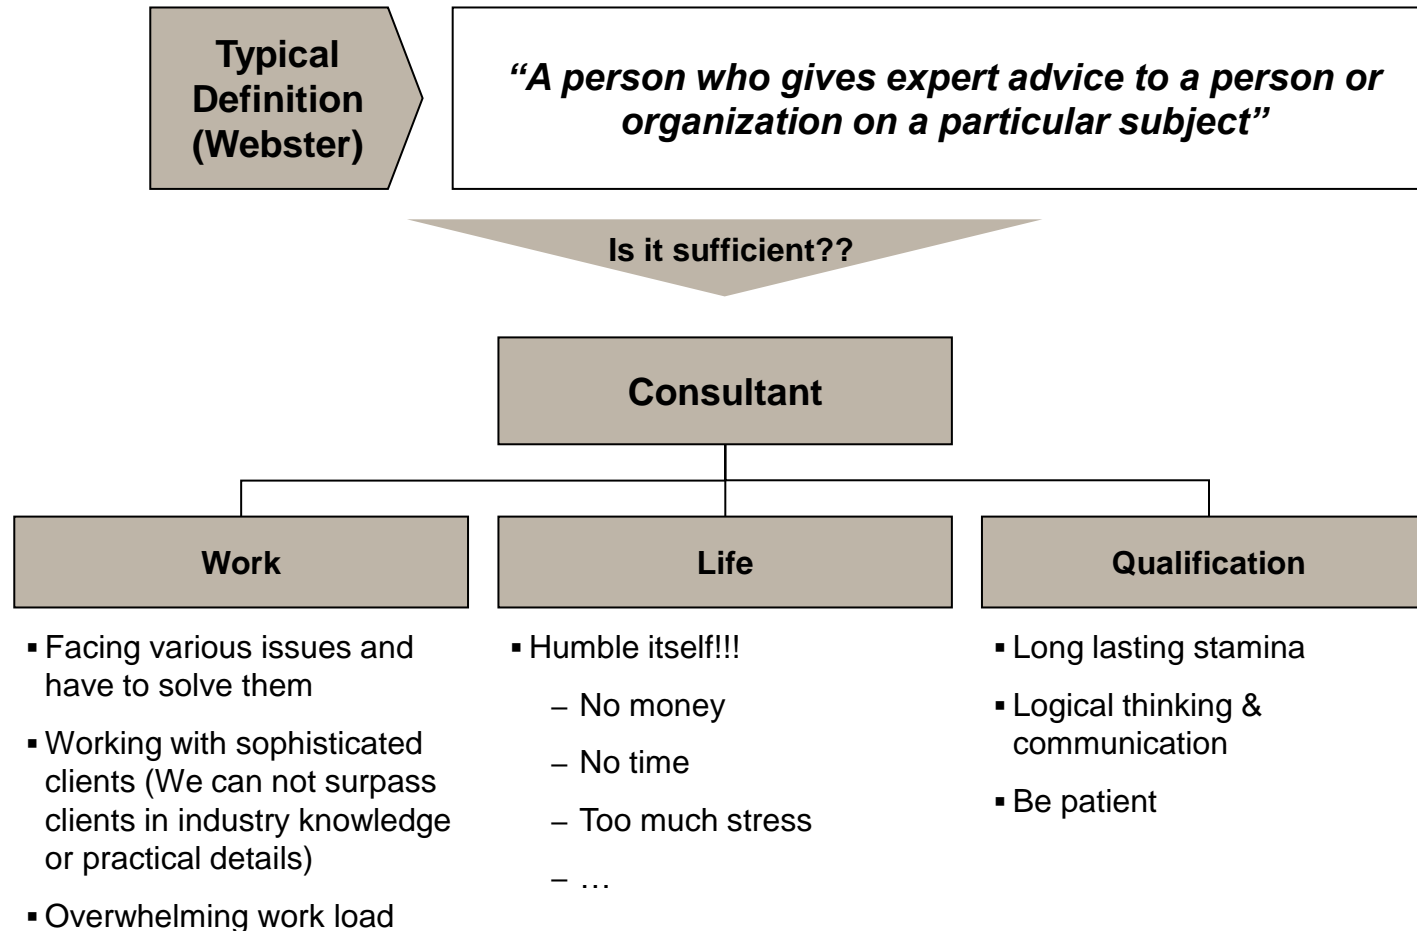 Typical
Definition
(Webster)
“A person who gives expert advice to a person or
organization on a particular subject”
Is it sufficient??
Consultant
Work
▪ Facing various issues and
have to solve them
▪ Working with sophisticated
clients (We can not surpass
clients in industry knowledge
or practical details)
▪ Overwhelming work load
Life
▪ Humble itself!!!
– No money
– No time
– Too much stress
– …
Qualification
▪ Long lasting stamina
▪ Logical thinking &
communication
▪ Be patient